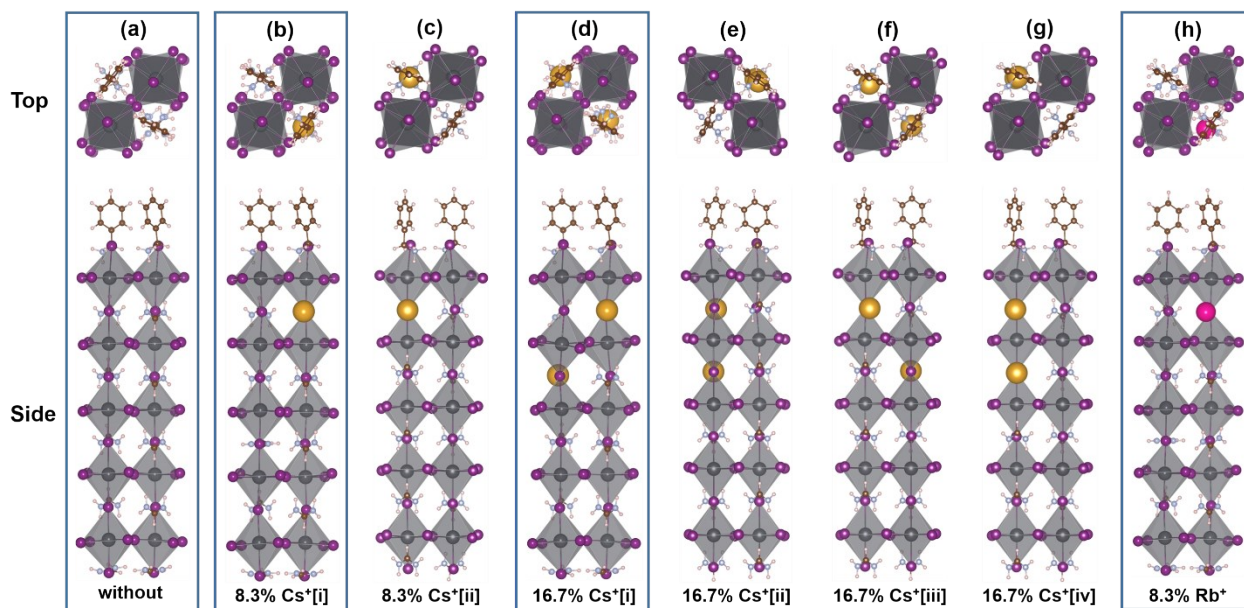 (a) (b) (c) (d) (e) (f) (g) (h)
Top
Side
without 8.3% Cs⁺[i] 8.3% Cs⁺[ii] 16.7% Cs⁺[i] 16.7% Cs⁺[ii] 16.7% Cs⁺[iii] 16.7% Cs⁺[iv] 8.3% Rb⁺